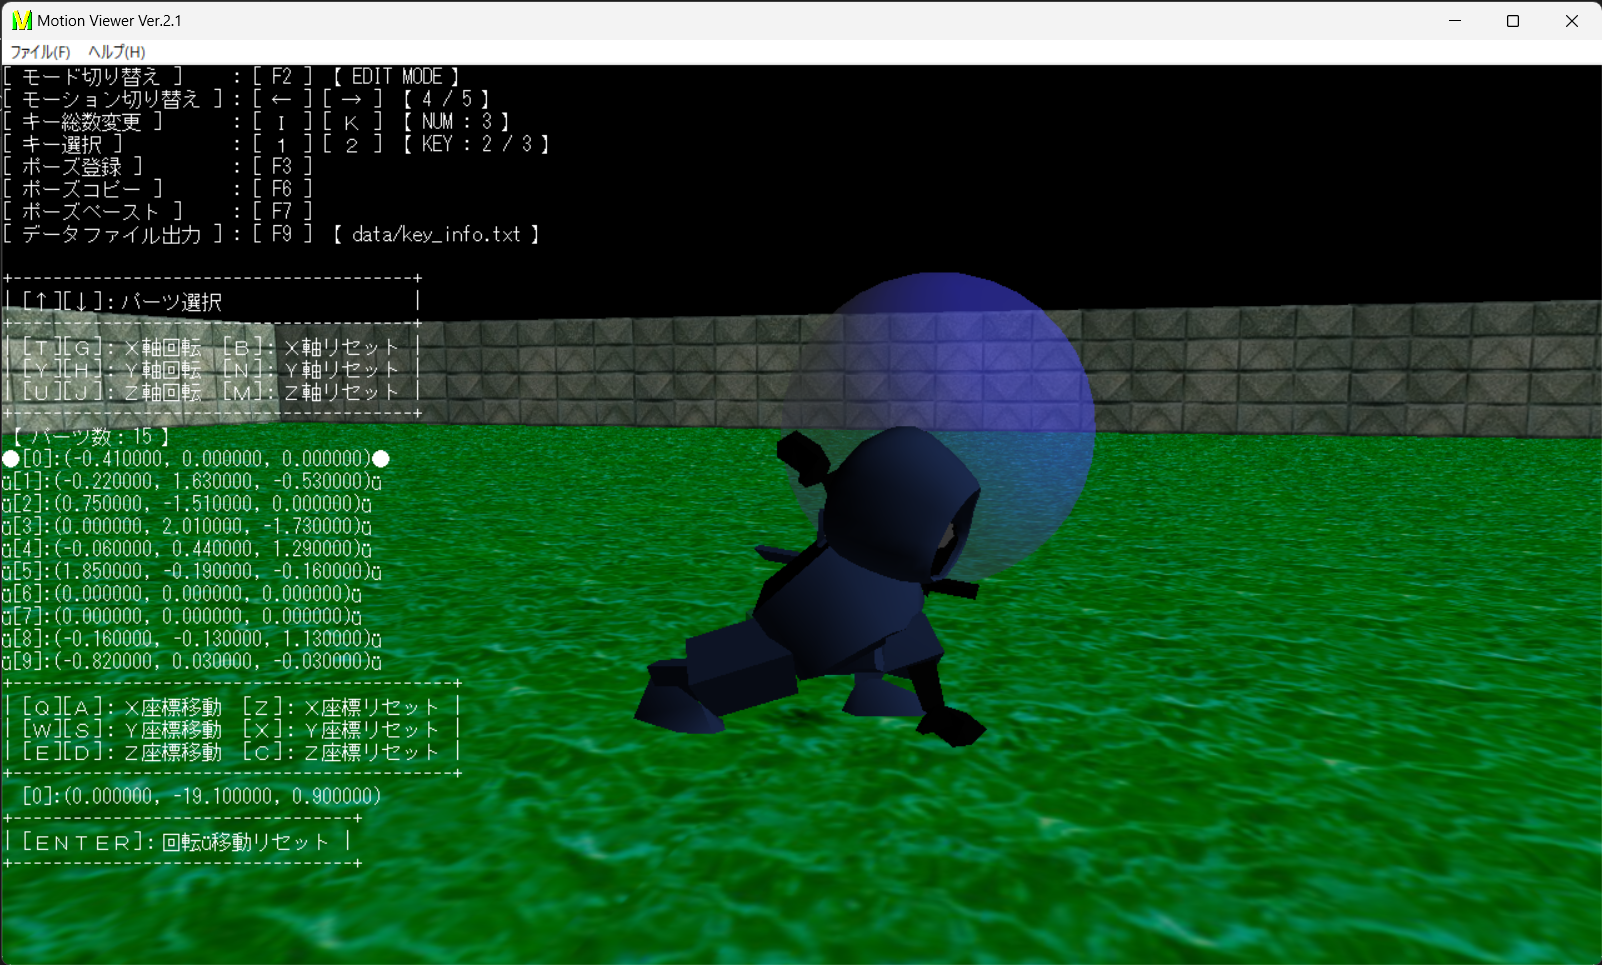 Motion Viewer Ver.2.1
ファイル(F) ヘルプ(H)
[ モード切り替え ] : [ F2 ] 【 EDIT MODE 】
[ モーション切り替え ] : [ ← ] [ → ] 【 4 / 5 】
[ キー総数変更 ] : [ I ] [ K ] 【 NUM : 3 】
[ キー選択 ] : [ 1 ] [ 2 ] 【 KEY : 2 / 3 】
[ ポーズ登録 ] : [ F3 ]
[ ポーズコピー ] : [ F6 ]
[ ポーズペースト ] : [ F7 ]
[ データファイル出力 ] : [ F9 ] 【 data/key_info.txt 】
+----------------------------------------+
| [↑][↓]：パーツ選択 |
+----------------------------------------+
| [Ｔ][Ｇ]：Ｘ軸回転 [Ｂ]：Ｘ軸リセット |
| [Ｙ][Ｈ]：Ｙ軸回転 [Ｎ]：Ｙ軸リセット |
| [Ｕ][Ｊ]：Ｚ軸回転 [Ｍ]：Ｚ軸リセット |
+----------------------------------------+
【 パーツ数 : 15 】
●[0]:(-0.410000, 0.000000, 0.000000)●
ü[1]:(-0.220000, 1.630000, -0.530000)ü
ü[2]:(0.750000, -1.510000, 0.000000)ü
ü[3]:(0.000000, 2.010000, -1.730000)ü
ü[4]:(-0.060000, 0.440000, 1.290000)ü
ü[5]:(1.850000, -0.190000, -0.160000)ü
ü[6]:(0.000000, 0.000000, 0.000000)ü
ü[7]:(0.000000, 0.000000, 0.000000)ü
ü[8]:(-0.160000, -0.130000, 1.130000)ü
ü[9]:(-0.820000, 0.030000, -0.030000)ü
+--------------------------------------------+
| [Ｑ][Ａ]：Ｘ座標移動 [Ｚ]：Ｘ座標リセット |
| [Ｗ][Ｓ]：Ｙ座標移動 [Ｘ]：Ｙ座標リセット |
| [Ｅ][Ｄ]：Ｚ座標移動 [Ｃ]：Ｚ座標リセット |
+--------------------------------------------+
[0]:(0.000000, -19.100000, 0.900000)
+----------------------------------+
| [ＥＮＴＥＲ]：回転ü移動リセット |
+----------------------------------+